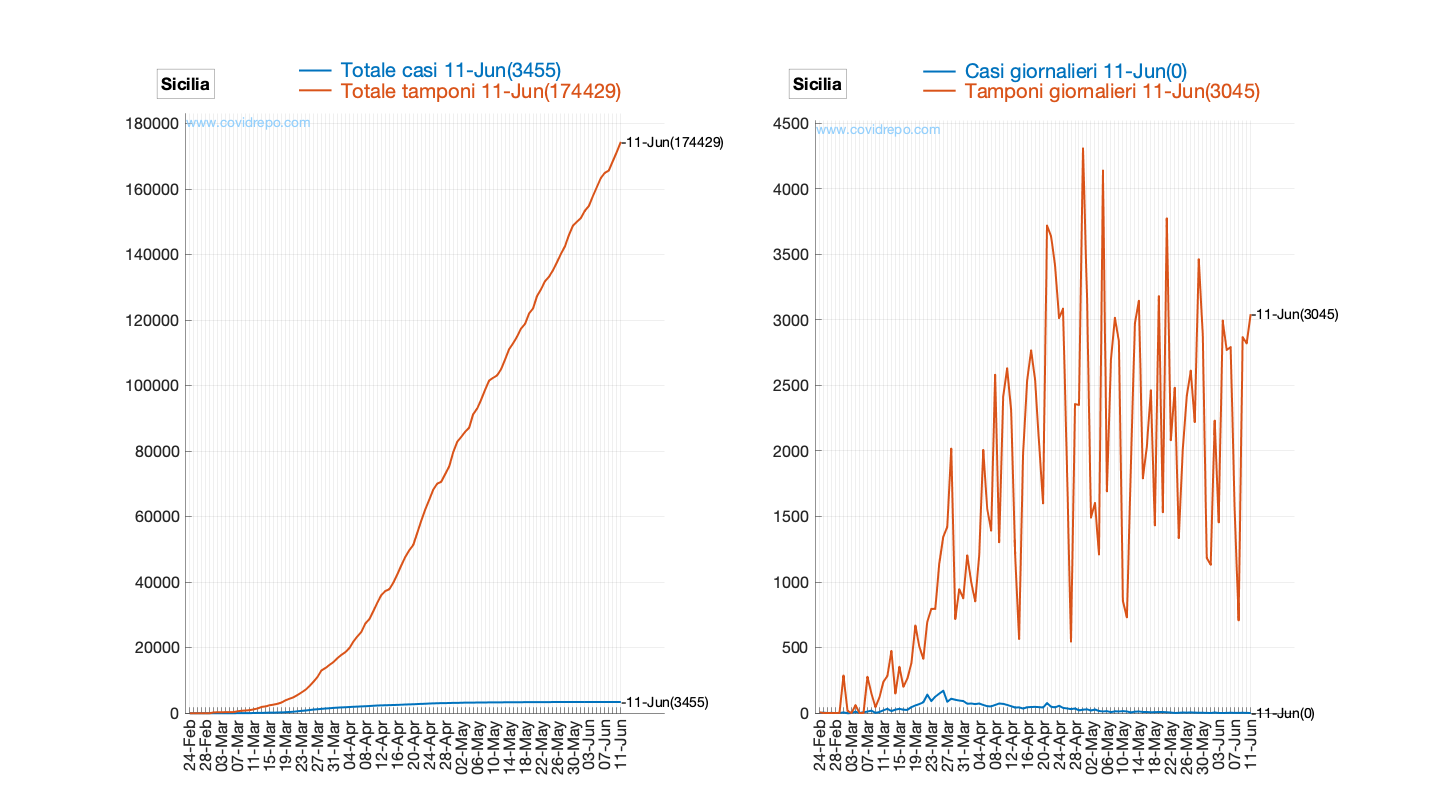 Sicilia
Totale casi 11-Jun(3455)
Totale tamponi 11-Jun(174429)
www.covidrepo.com
180000
160000
140000
120000
100000
80000
60000
40000
20000
0
11-Jun(174429)
11-Jun(3455)
24-Feb
28-Feb
03-Mar
07-Mar
11-Mar
15-Mar
19-Mar
23-Mar
27-Mar
31-Mar
04-Apr
08-Apr
12-Apr
16-Apr
20-Apr
24-Apr
28-Apr
02-May
06-May
10-May
14-May
18-May
22-May
26-May
30-May
03-Jun
07-Jun
11-Jun
Sicilia
Casi giornalieri 11-Jun(0)
Tamponi giornalieri 11-Jun(3045)
www.covidrepo.com
4500
4000
3500
3000
2500
2000
1500
1000
500
0
11-Jun(3045)
11-Jun(0)
24-Feb
28-Feb
03-Mar
07-Mar
11-Mar
15-Mar
19-Mar
23-Mar
27-Mar
31-Mar
04-Apr
08-Apr
12-Apr
16-Apr
20-Apr
24-Apr
28-Apr
02-May
06-May
10-May
14-May
18-May
22-May
26-May
30-May
03-Jun
07-Jun
11-Jun